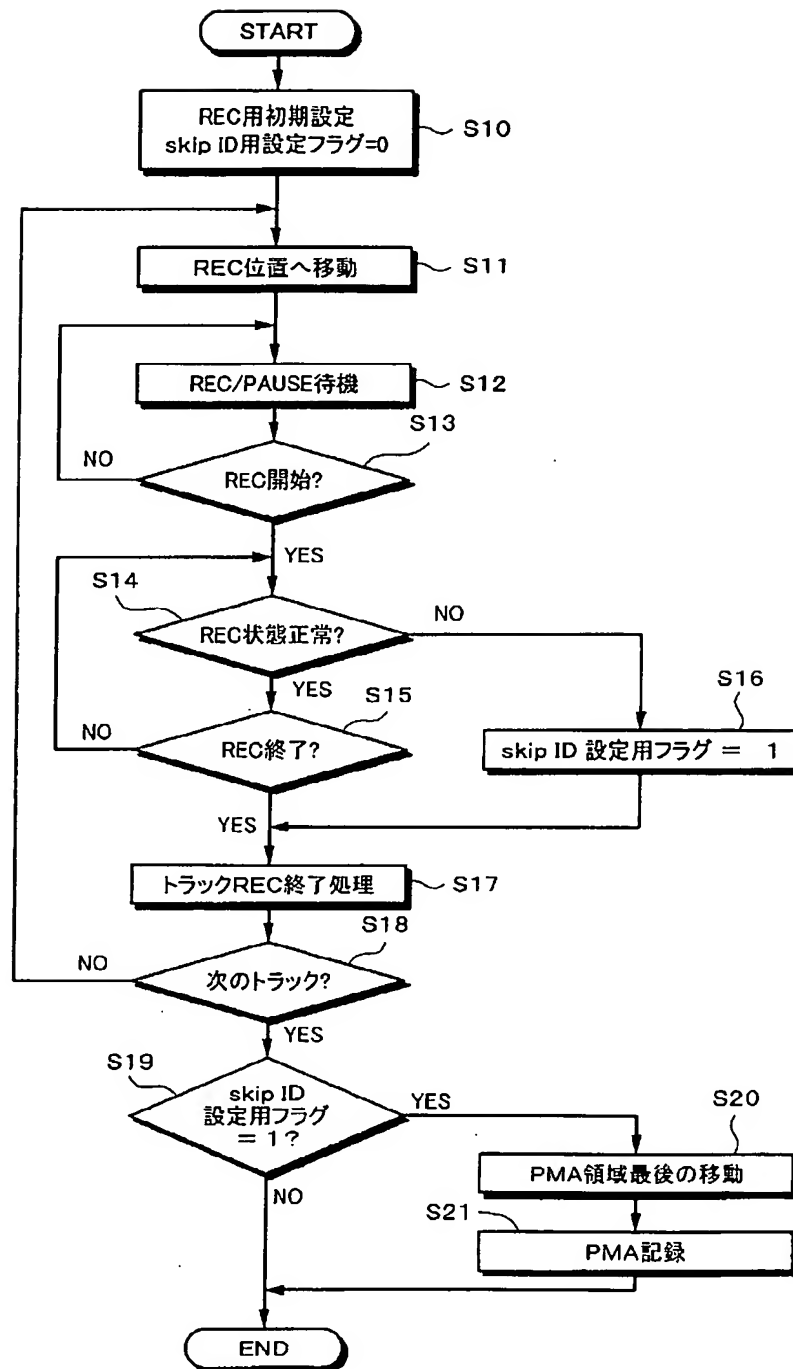 START
REC用初期設定
skip ID用設定フラグ=0
S10
REC位置へ移動
S11
REC/PAUSE待機
S12
S13
NO
REC開始?
YES
S14
NO
REC状態正常?
YES
S15
S16
NO
REC終了?
skip ID 設定用フラグ = 1
YES
トラックREC終了処理
S17
S18
NO
次のトラック?
YES
S19
skip ID
設定用フラグ
= 1?
YES
S20
PMA領域最後の移動
NO
S21
PMA記録
END